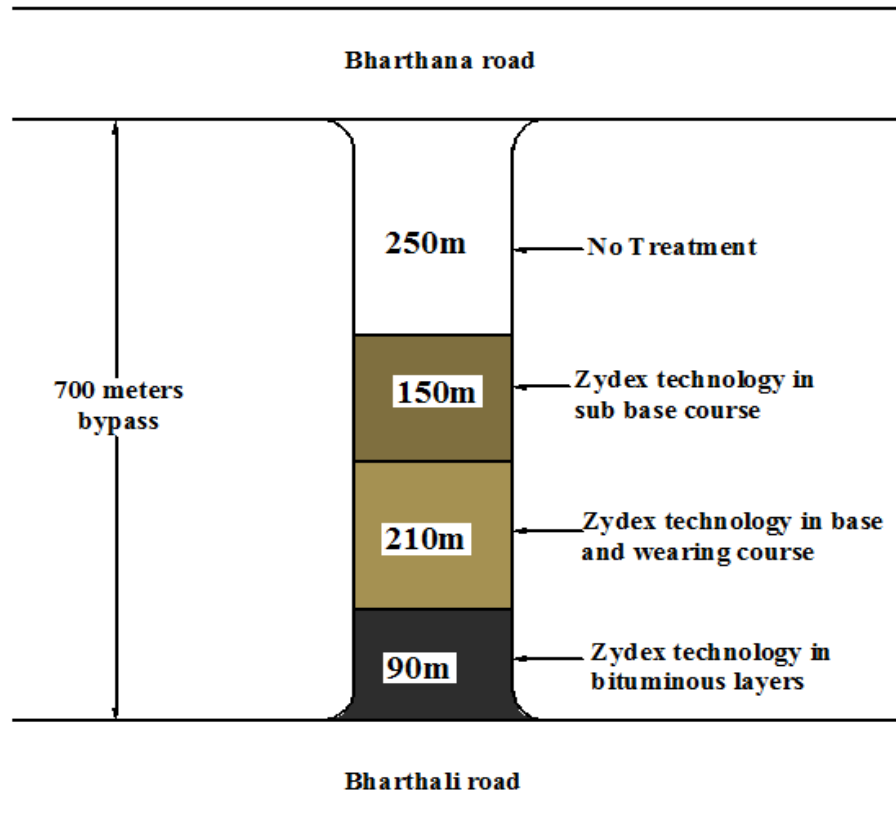 Bharthana road
250m
No Treatment
700 meters
bypass
150m
Zydex technology in
sub base course
210m
Zydex technology in base
and wearing course
90m
Zydex technology in
bituminous layers
Bharthali road